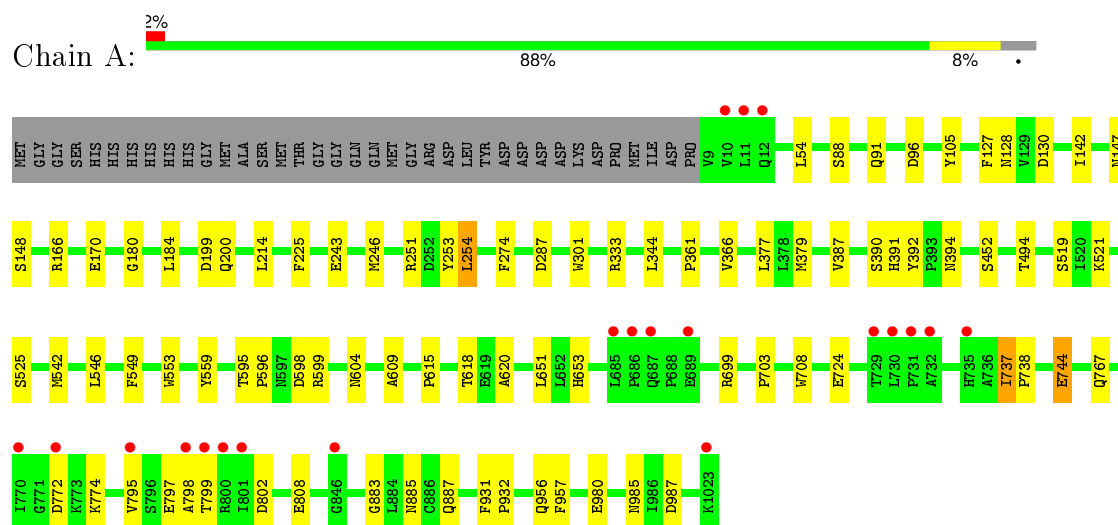 2%
Chain A:
88% 8% •
MET GLY GLY SER HIS HIS HIS HIS HIS HIS GLY MET ALA SER MET THR GLY GLY GLN GLN MET GLY ARG ASP LEU TYR ASP ASP ASP ASP LYS ASP PRO MET ILE ASP PRO V9 V10 L11 Q12 L54 S88 Q91 D96 Y105 F127 N128 V129 D130 I142 N147
S148 R166 E170 G180 L184 D199 Q200 L214 F225 E243 M246 R251 D252 Y253 L254 F274 D287 W301 R333 L344 P361 V366 L377 L378 M379 V387 S390 H391 Y392 P393 N394 S452 T494 S519 I520 K521
S525 M542 L546 F549 W553 Y559 T595 P596 N597 D598 R599 N604 A609 P615 T618 E619 A620 L651 L652 H653 L685 P686 Q687 P688 E689 R699 P703 W708 E724 T729 L730 P731 A732 H735 A736 I737 P738 E744 Q767
I770 G771 D772 K773 K774 V795 S796 E797 A798 T799 R800 I801 D802 E808 G846 G883 L884 N885 C886 Q887 F931 P932 Q956 F957 E980 N985 I986 D987 K1023